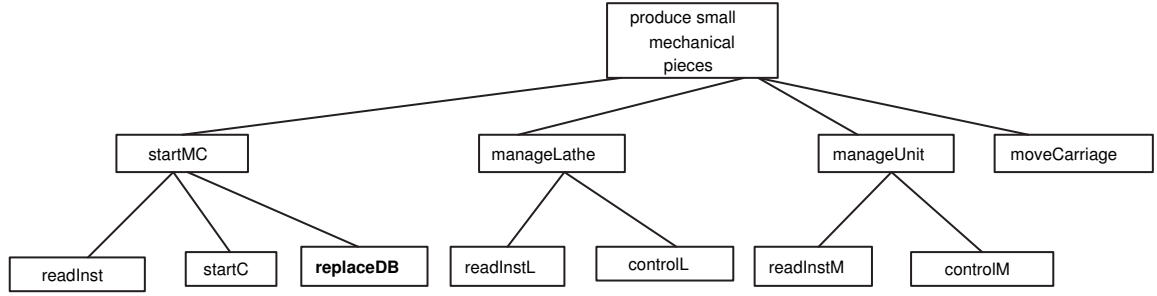 produce small
mechanical
pieces
startMC
manageLathe
manageUnit
moveCarriage
readInst
startC
replaceDB
readInstL
controlL
readInstM
controlM